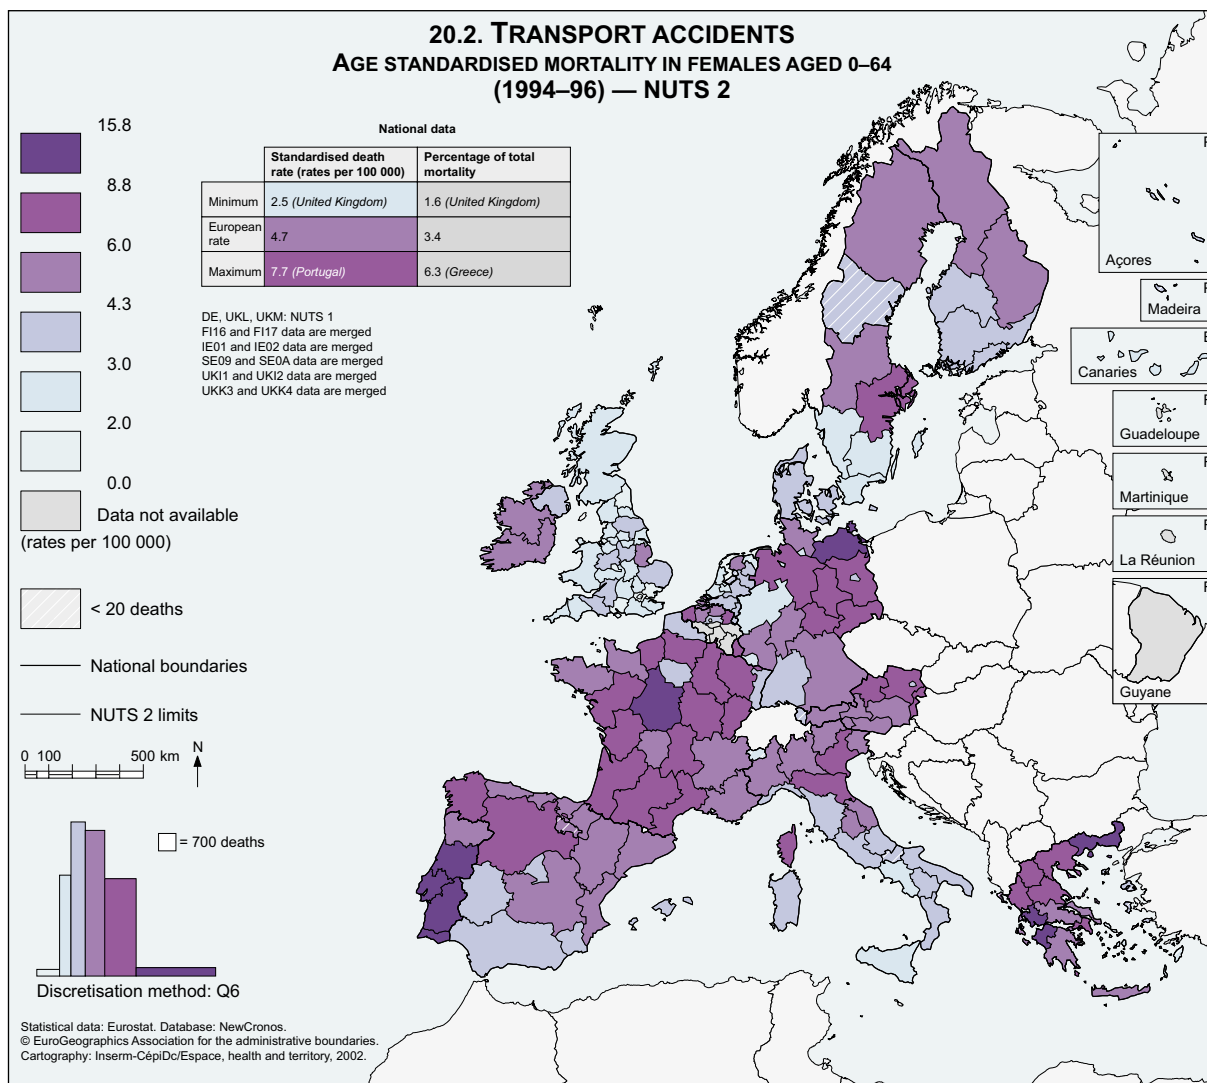 20.2. TRANSPORT ACCIDENTS
AGE STANDARDISED MORTALITY IN FEMALES AGED 0–64
(1994–96) — NUTS 2
15.8
8.8
6.0
4.3
3.0
2.0
0.0
Data not available
(rates per 100 000)
< 20 deaths
National boundaries
NUTS 2 limits
0 100 500 km
N
National data
Standardised death rate (rates per 100 000)
Percentage of total mortality
Minimum 2.5 (United Kingdom) 1.6 (United Kingdom)
European rate 4.7 3.4
Maximum 7.7 (Portugal) 6.3 (Greece)
DE, UKL, UKM: NUTS 1
FI16 and FI17 data are merged
IE01 and IE02 data are merged
SE09 and SE0A data are merged
UKI1 and UKI2 data are merged
UKK3 and UKK4 data are merged
P
Açores
P
Madeira
E
Canaries
F
Guadeloupe
F
Martinique
F
La Réunion
F
Guyane
= 700 deaths
Discretisation method: Q6
Statistical data: Eurostat. Database: NewCronos.
© EuroGeographics Association for the administrative boundaries.
Cartography: Inserm-CépiDc/Espace, health and territory, 2002.